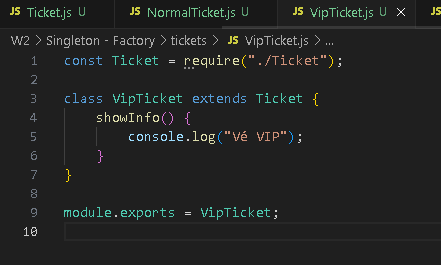 JS Ticket.js U JS NormalTicket.js U JS VipTicket.js U × JS
W2 > Singleton - Factory > tickets > JS VipTicket.js > ...
1 const Ticket = require("./Ticket");
2
3 class VipTicket extends Ticket {
4 showInfo() {
5 console.log("Vé VIP");
6 }
7 }
8
9 module.exports = VipTicket;
10